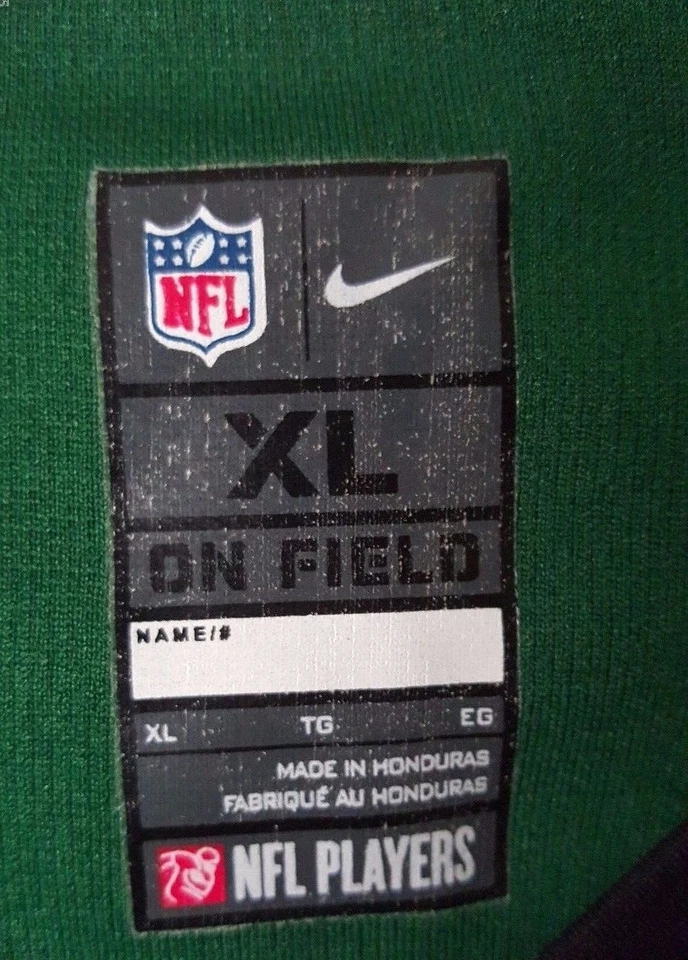 NFL
XL
ON FIELD
NAME/#
XL TG EG
MADE IN HONDURAS
FABRIQUÉ AU HONDURAS
NFL PLAYERS